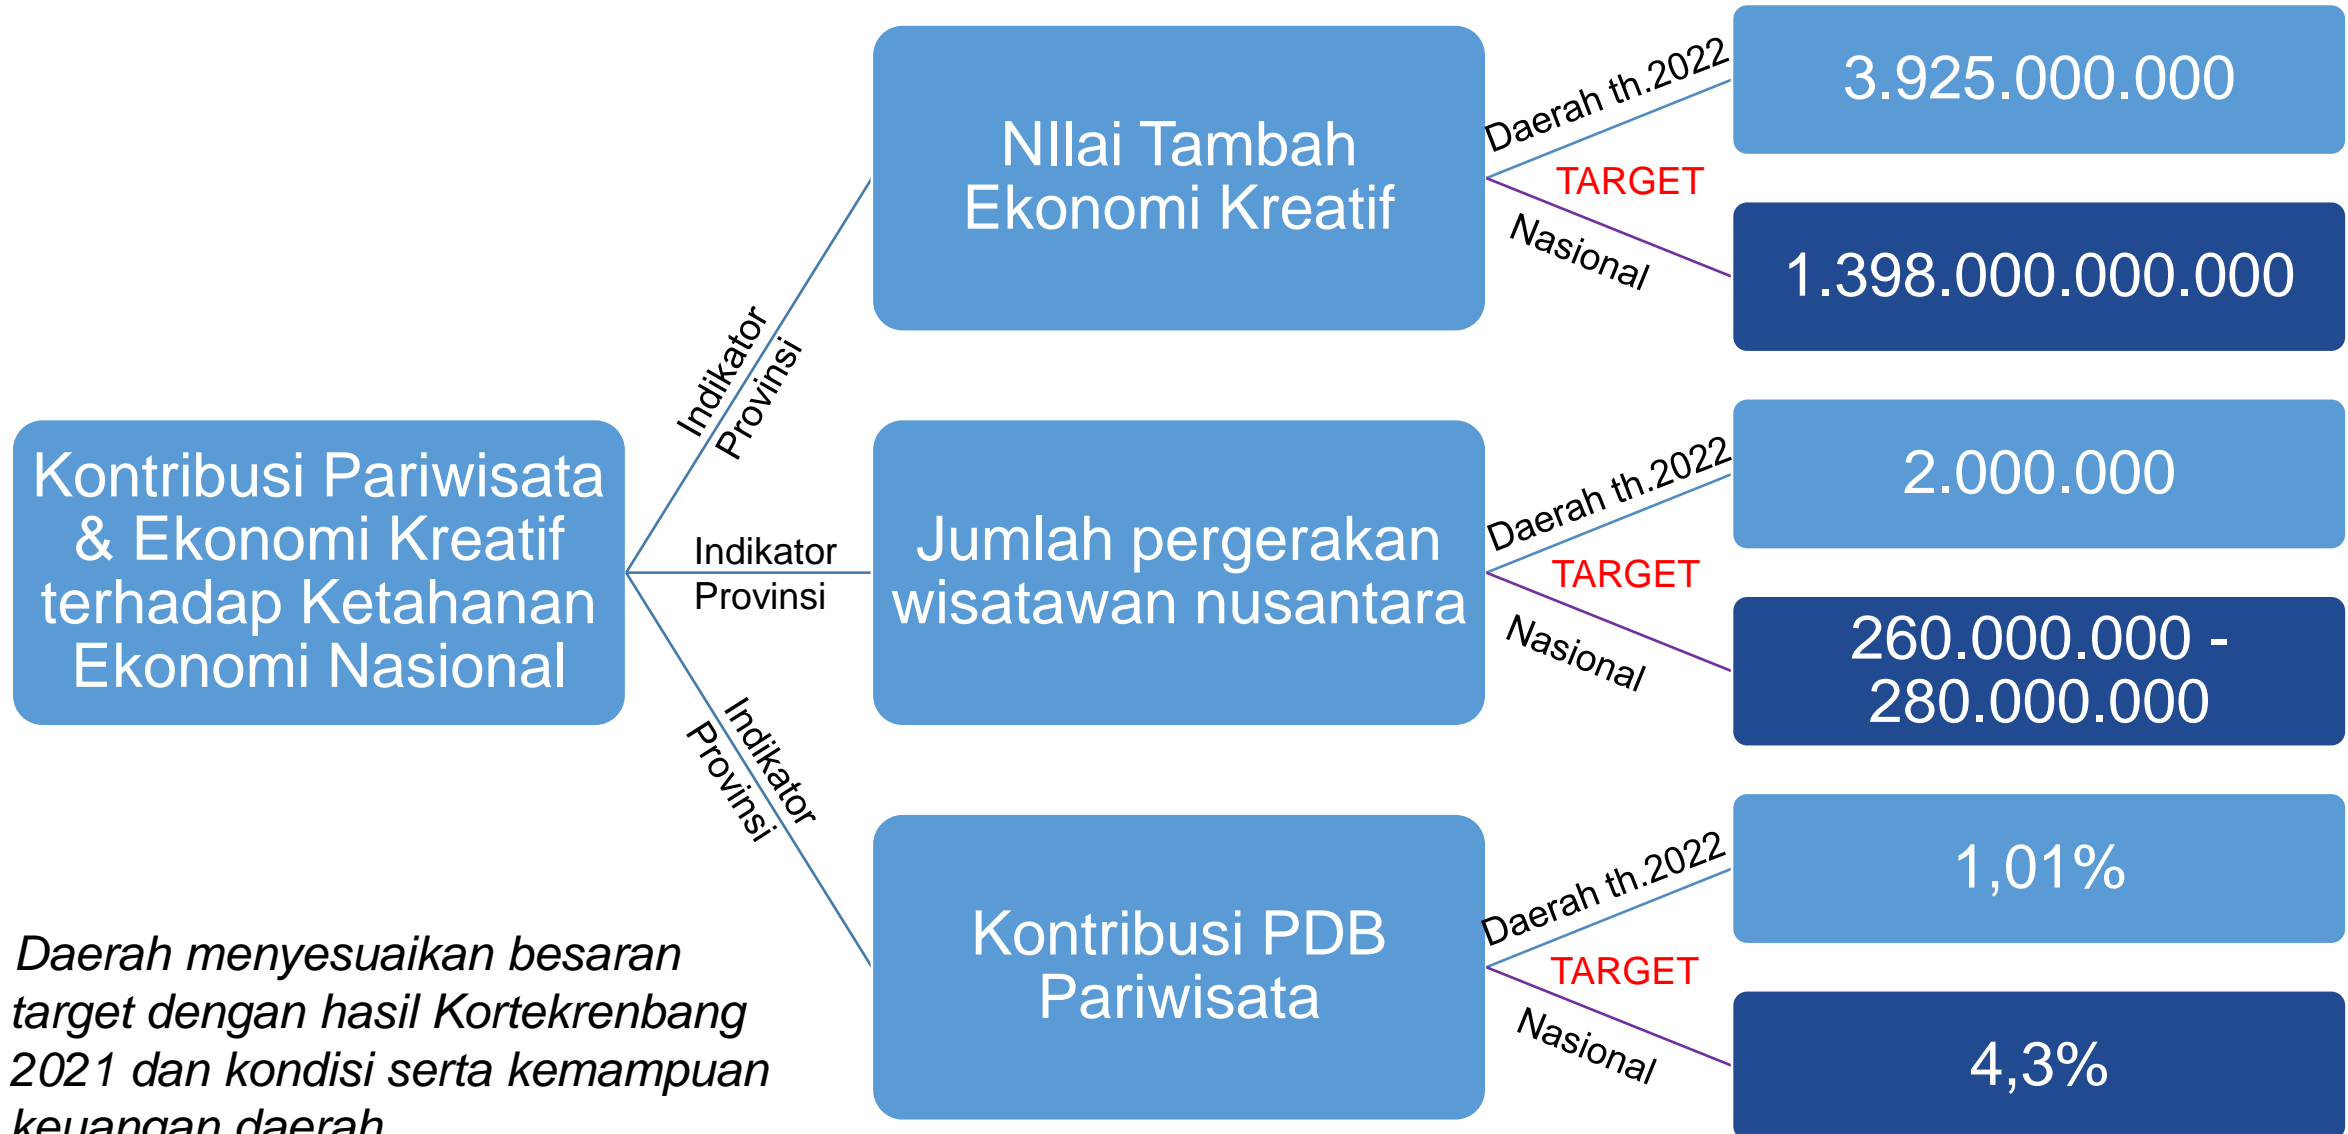 Kontribusi Pariwisata
& Ekonomi Kreatif
terhadap Ketahanan
Ekonomi Nasional
Indikator
Provinsi
NIlai Tambah
Ekonomi Kreatif
Daerah th.2022
TARGET
Nasional
3.925.000.000
1.398.000.000.000
Indikator
Provinsi
Jumlah pergerakan
wisatawan nusantara
Daerah th.2022
TARGET
Nasional
2.000.000
260.000.000 -
280.000.000
Indikator
Provinsi
Kontribusi PDB
Pariwisata
Daerah th.2022
TARGET
Nasional
1,01%
4,3%
Daerah menyesuaikan besaran
target dengan hasil Kortekrenbang
2021 dan kondisi serta kemampuan
keuangan daerah